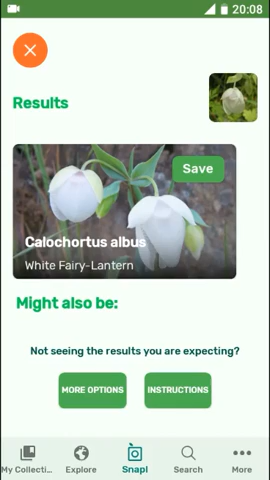 20:08
Results
Save
Calochortus albus
White Fairy-Lantern
Might also be:
Not seeing the results you are expecting?
MORE OPTIONS
INSTRUCTIONS
My Collecti...
Explore
SnapI
Search
More